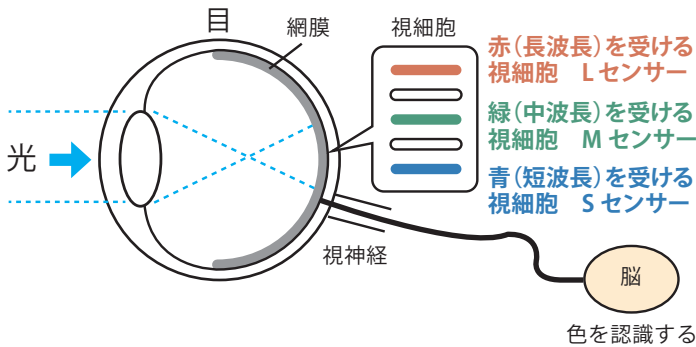 目
網膜
視細胞
赤（長波長）を受ける
視細胞　L センサー
緑（中波長）を受ける
視細胞　M センサー
光
青（短波長）を受ける
視細胞　S センサー
視神経
脳
色を認識する